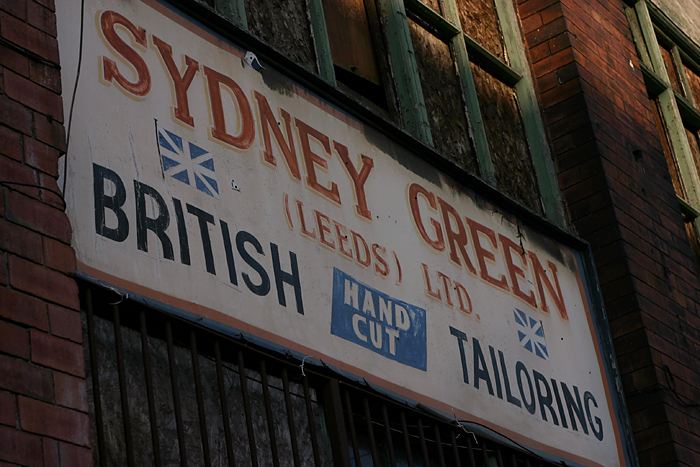 SYDNEY GREEN
(LEEDS) LTD.
BRITISH HAND CUT TAILORING